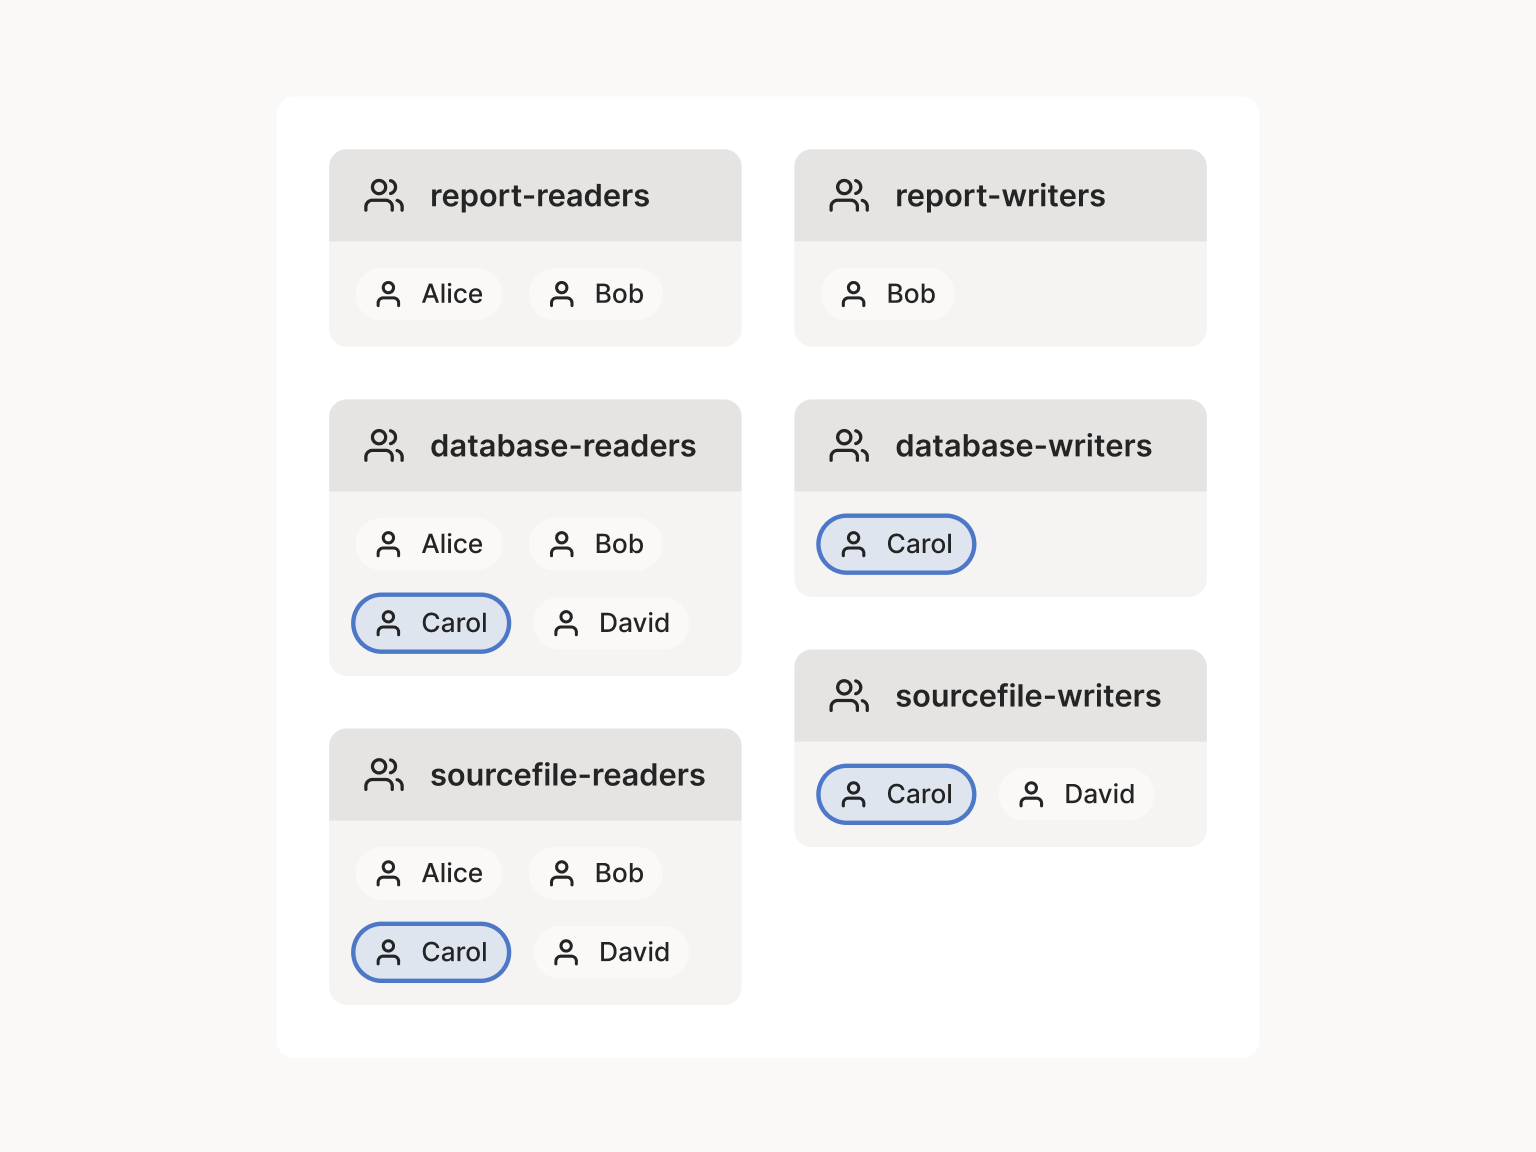 report-readers
Alice Bob
report-writers
Bob
database-readers
Alice Bob
Carol David
database-writers
Carol
sourcefile-readers
Alice Bob
Carol David
sourcefile-writers
Carol David